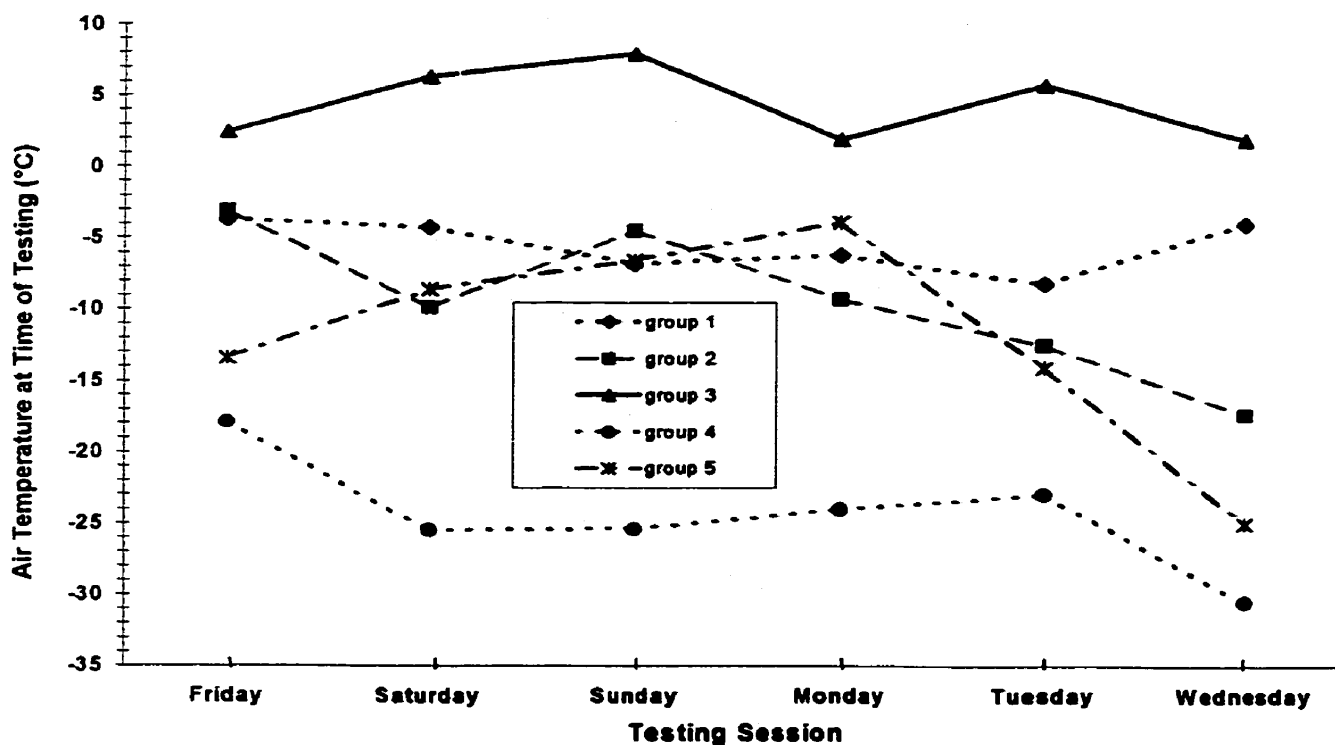 Air Temperature at Time of Testing (°C)
10
5
0
-5
-10
-15
-20
-25
-30
-35
group 1
group 2
group 3
group 4
group 5
Friday Saturday Sunday Monday Tuesday Wednesday
Testing Session